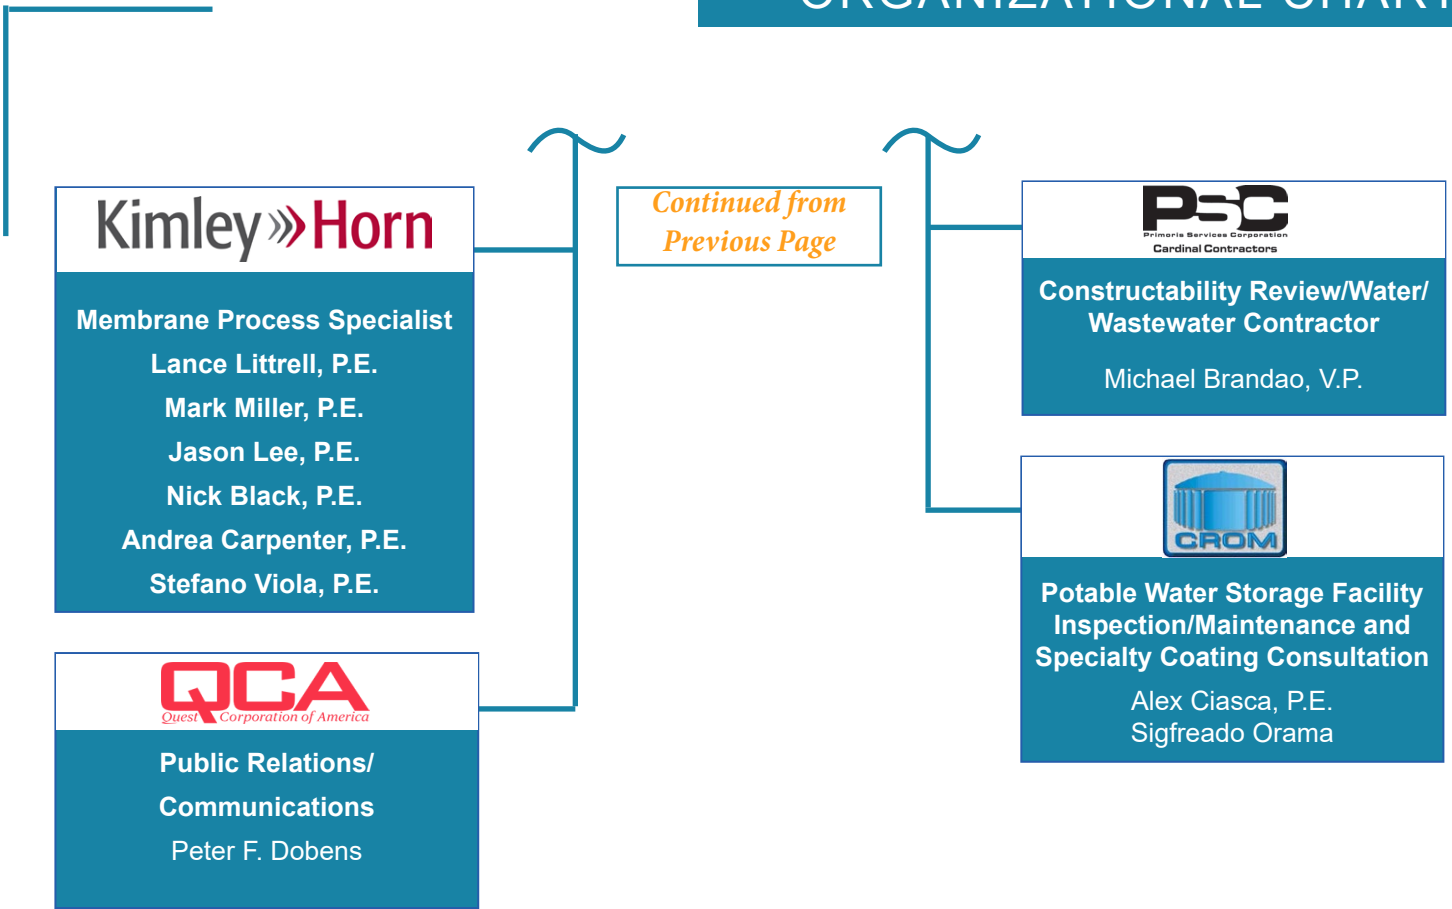 ORGANIZATIONAL CHART
Continued from
Previous Page
Kimley»Horn
Membrane Process Specialist
Lance Littrell, P.E.
Mark Miller, P.E.
Jason Lee, P.E.
Nick Black, P.E.
Andrea Carpenter, P.E.
Stefano Viola, P.E.
QCA
Quest Corporation of America
Public Relations/
Communications
Peter F. Dobens
PSC
Primoris Services Corporation
Cardinal Contractors
Constructability Review/Water/
Wastewater Contractor
Michael Brandao, V.P.
CROM
Potable Water Storage Facility
Inspection/Maintenance and
Specialty Coating Consultation
Alex Ciasca, P.E.
Sigfreado Orama